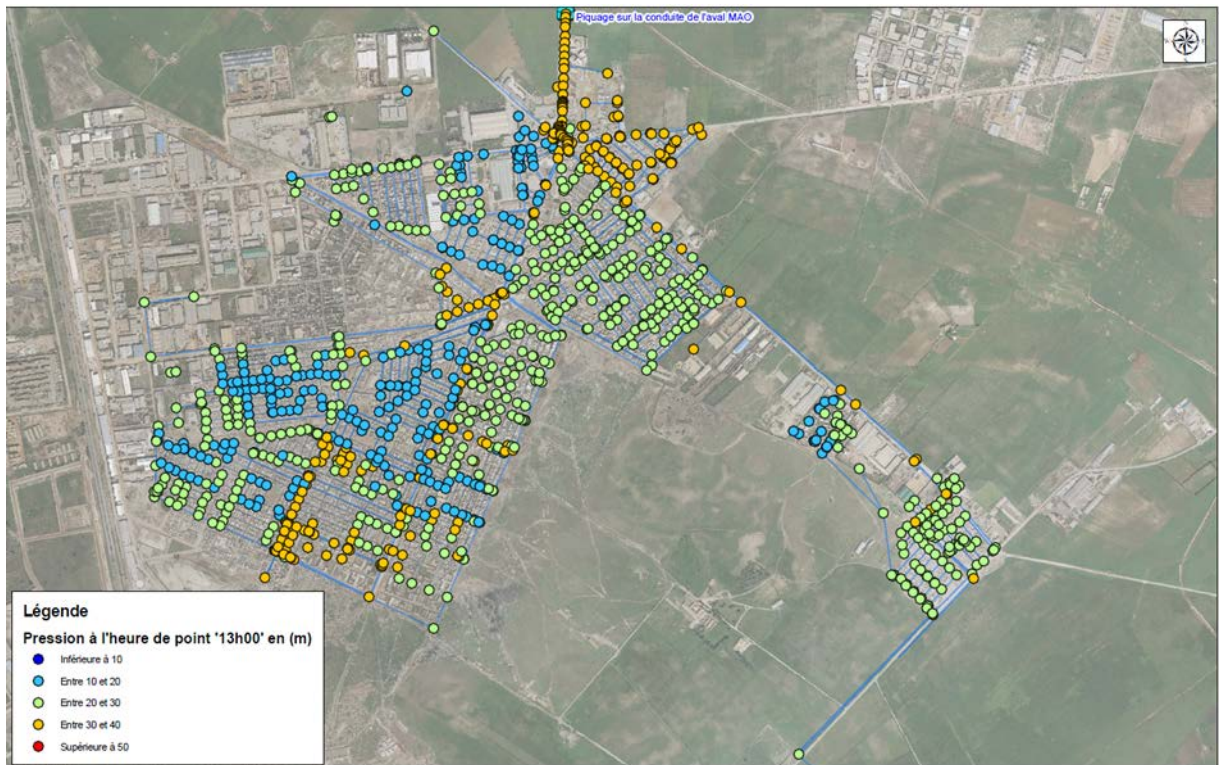 Piquage sur la conduite de l'aval MAO
Légende
Pression à l'heure de point '13h00' en (m)
Inférieure à 10
Entre 10 et 20
Entre 20 et 30
Entre 30 et 40
Supérieure à 50